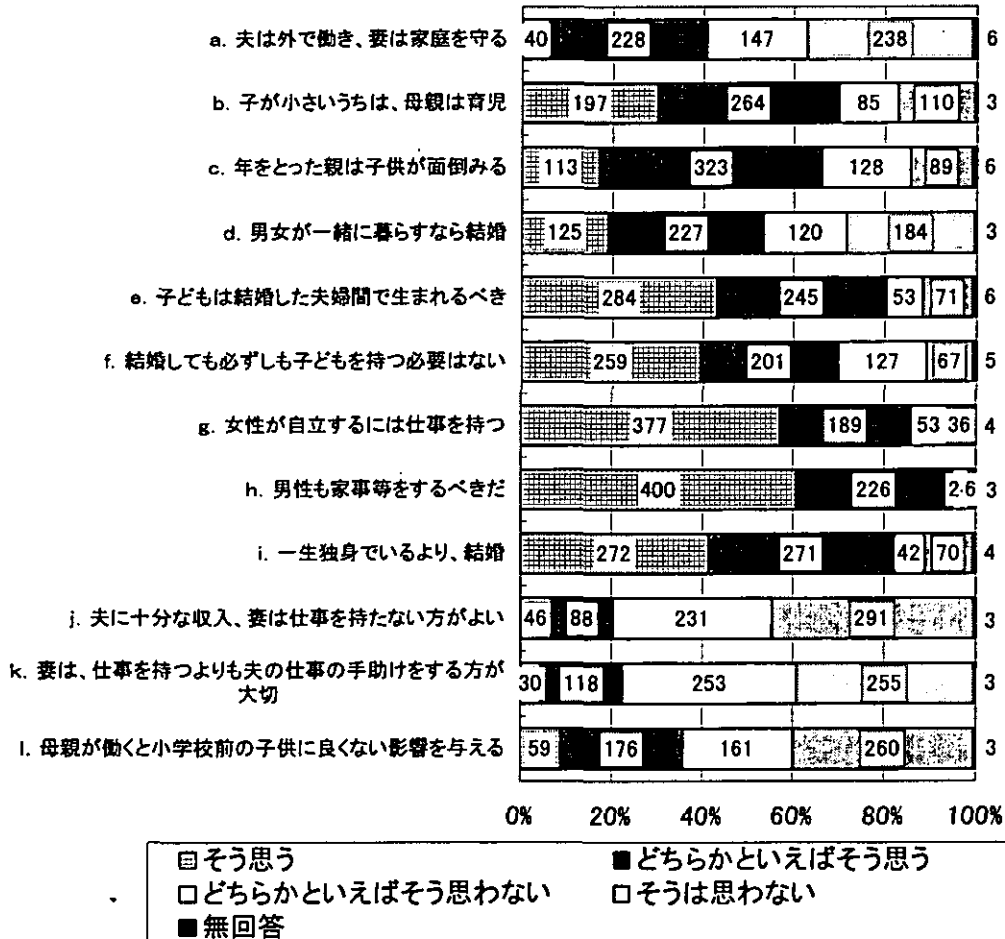 a. 夫は外で働き、妻は家庭を守る 40 228 147 238 6
b. 子が小さいうちは、母親は育児 197 264 85 110 3
c. 年をとった親は子供が面倒みる 113 323 128 89 6
d. 男女が一緒に暮らすなら結婚 125 227 120 184 3
e. 子どもは結婚した夫婦間で生まれるべき 284 245 53 71 6
f. 結婚しても必ずしも子どもを持つ必要はない 259 201 127 67 5
g. 女性が自立するには仕事を持つ 377 189 53 36 4
h. 男性も家事等をするべきだ 400 226 2·6 3
i. 一生独身でいるより、結婚 272 271 42 70 4
j. 夫に十分な収入、妻は仕事を持たない方がよい 46 88 231 291 3
k. 妻は、仕事を持つよりも夫の仕事の手助けをする方が
大切 30 118 253 255 3
l. 母親が働くと小学校前の子供に良くない影響を与える 59 176 161 260 3
0% 20% 40% 60% 80% 100%
そう思う どちらかといえばそう思う
どちらかといえばそう思わない そうは思わない
無回答